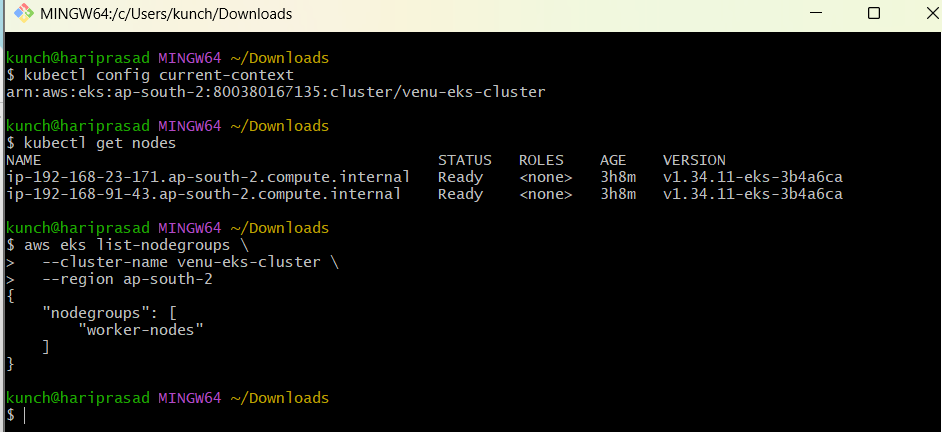 MINGW64:/c/Users/kunch/Downloads
kunch@hariprasad MINGW64 ~/Downloads
$ kubectl config current-context
arn:aws:eks:ap-south-2:800380167135:cluster/venu-eks-cluster
kunch@hariprasad MINGW64 ~/Downloads
$ kubectl get nodes
NAME STATUS ROLES AGE VERSION
ip-192-168-23-171.ap-south-2.compute.internal Ready <none> 3h8m v1.34.11-eks-3b4a6ca
ip-192-168-91-43.ap-south-2.compute.internal Ready <none> 3h8m v1.34.11-eks-3b4a6ca
kunch@hariprasad MINGW64 ~/Downloads
$ aws eks list-nodegroups \
> --cluster-name venu-eks-cluster \
> --region ap-south-2
{
"nodegroups": [
"worker-nodes"
]
}
kunch@hariprasad MINGW64 ~/Downloads
$